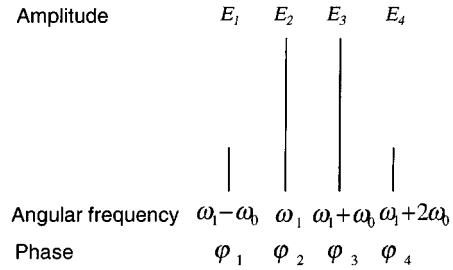 Amplitude E₁ E₂ E₃ E₄
Angular frequency ω₁−ω₀ ω₁ ω₁+ω₀ ω₁+2ω₀
Phase φ₁ φ₂ φ₃ φ₄